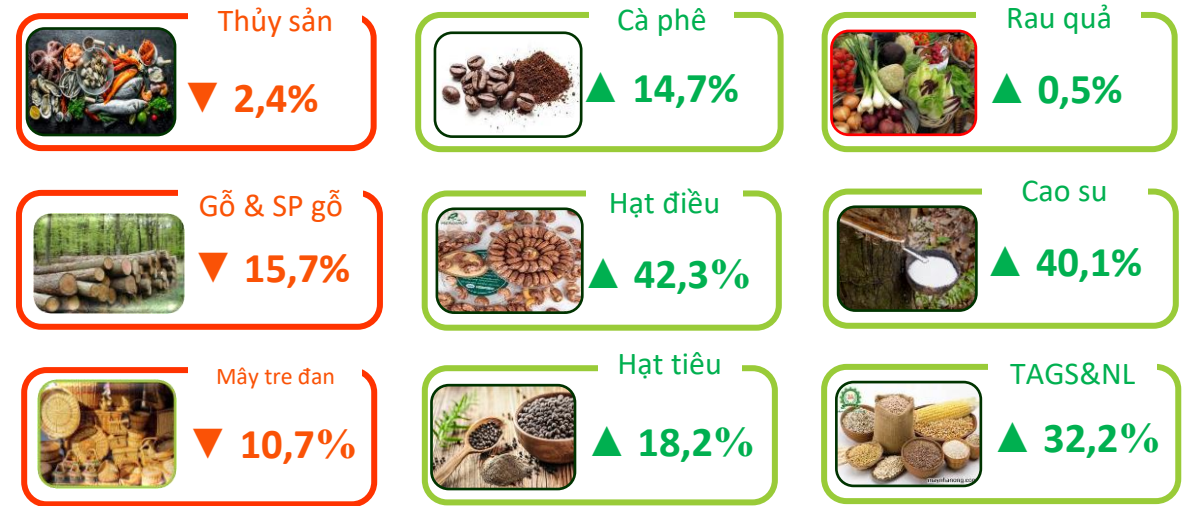 Thủy sản
▼ 2,4%
Cà phê
▲ 14,7%
Rau quả
▲ 0,5%
Gỗ & SP gỗ
▼ 15,7%
Hạt điều
▲ 42,3%
Cao su
▲ 40,1%
Mây tre đan
▼ 10,7%
Hạt tiêu
▲ 18,2%
TAGS&NL
▲ 32,2%